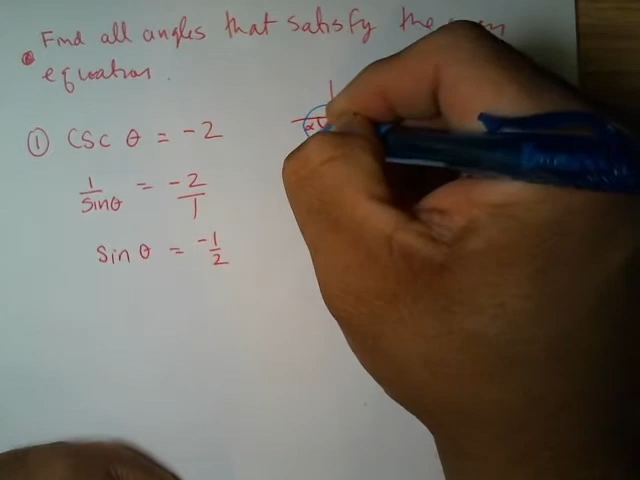 Find all angles that satisfy the
equation.
① Csc θ = -2
1/sinθ = -2/1
sin θ = -1/2